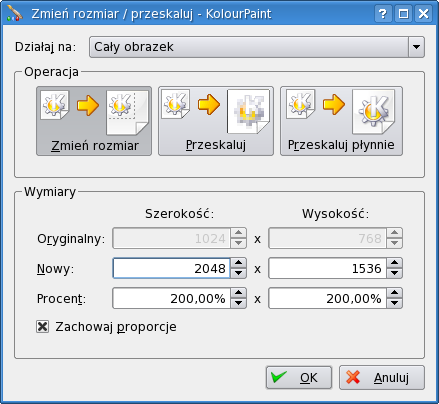 Zmień rozmiar / przeskaluj - KolourPaint
Działaj na: Cały obrazek
Operacja
Zmień rozmiar Przeskaluj Przeskaluj płynnie
Wymiary
Szerokość: Wysokość:
Oryginalny: 1024 x 768
Nowy: 2048 x 1536
Procent: 200,00% x 200,00%
Zachowaj proporcje
OK Anuluj